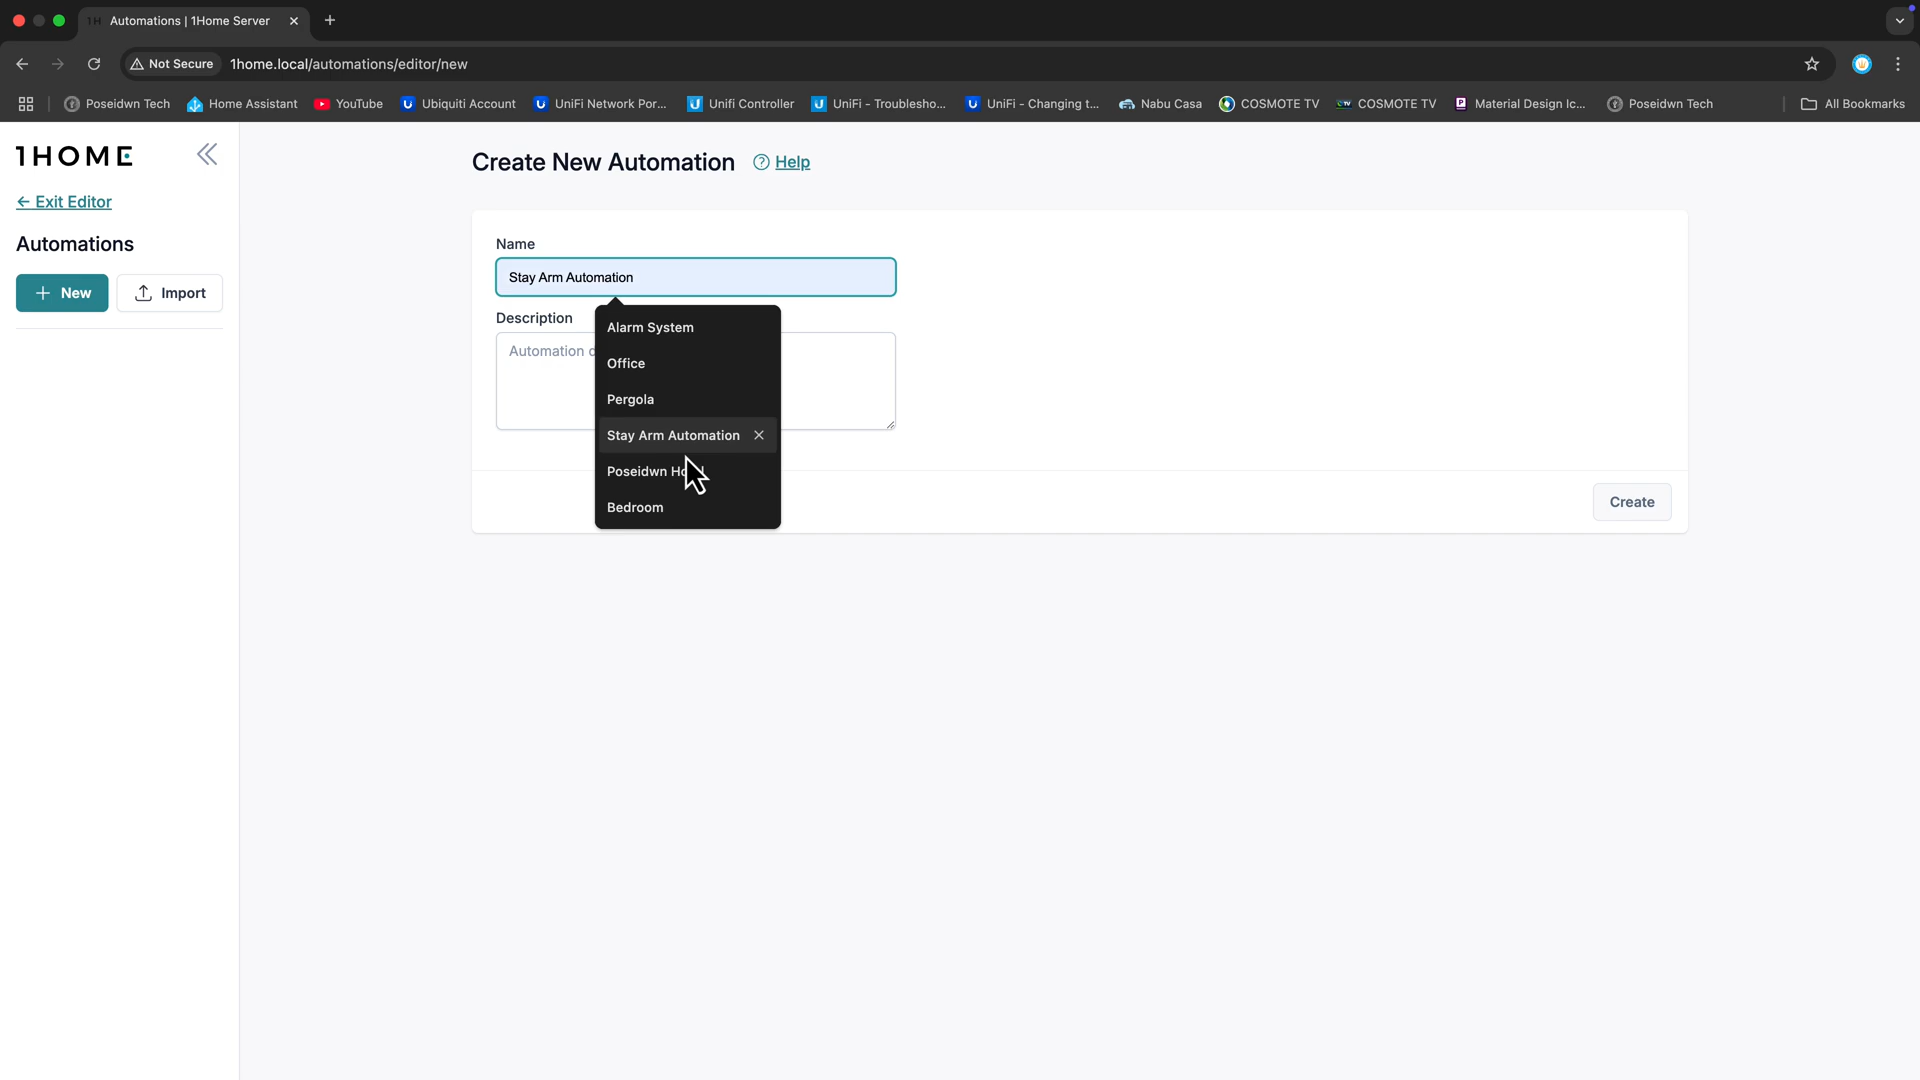 Automations | 1Home Server
Not Secure
1home.local/automations/editor/new
Poseidwn Tech
Home Assistant
YouTube
Ubiquiti Account
UniFi Network Por...
Unifi Controller
UniFi - Troublesho...
UniFi - Changing t...
Nabu Casa
COSMOTE TV
COSMOTE TV
Material Design Ic...
Poseidwn Tech
All Bookmarks
1HOME
← Exit Editor
Automations
New
Import
Create New Automation
Help
Name
Stay Arm Automation
Description
Automation
Alarm System
Office
Pergola
Stay Arm Automation
Poseidwn
Bedroom
Create